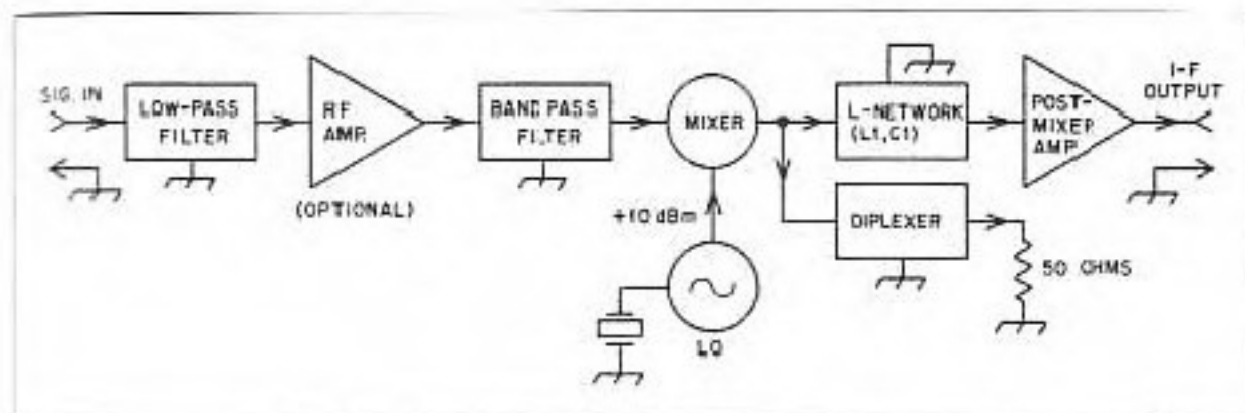 SIG. IN
LOW-PASS
FILTER
RF
AMP.
(OPTIONAL)
BAND PASS
FILTER
MIXER
+10 dBm
LO
L-NETWORK
(L1, C1)
DIPLEXER
50 OHMS
POST-
MIXER
AMP
I-F
OUTPUT